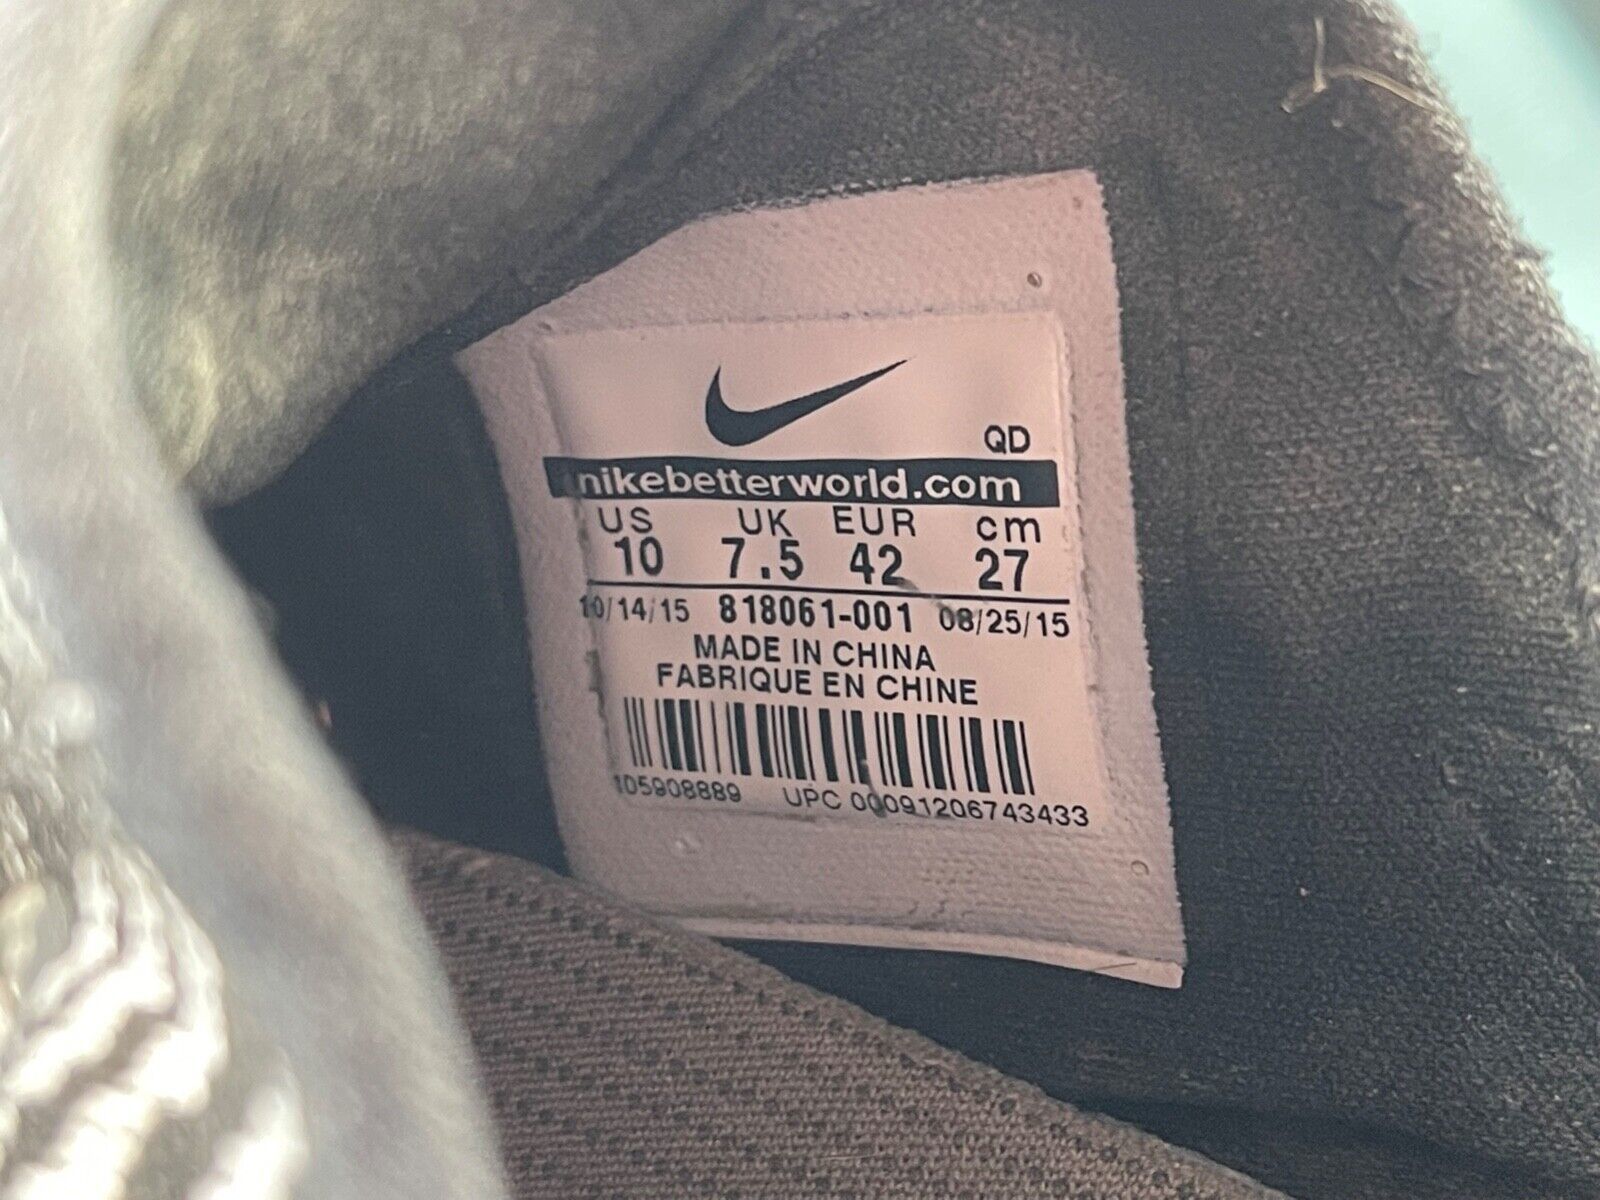 QD
nikebetterworld.com
US UK EUR cm
10 7.5 42 27
10/14/15 818061-001 08/25/15
MADE IN CHINA
FABRIQUE EN CHINE
105908889 UPC 00091206743433